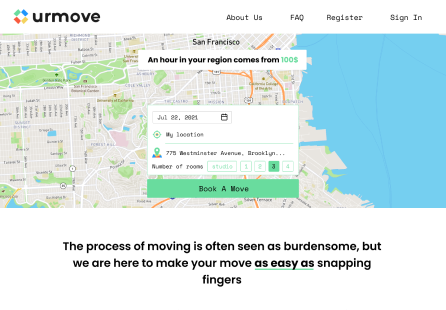 urmove
About Us FAQ Register Sign In
San Francisco
An hour in your region comes from 100$
Jul 22, 2021
My location
775 Westminster Avenue, Brooklyn...
Number of rooms studio 1 2 3 4
Book A Move
The process of moving is often seen as burdensome, but
we are here to make your move as easy as snapping
fingers